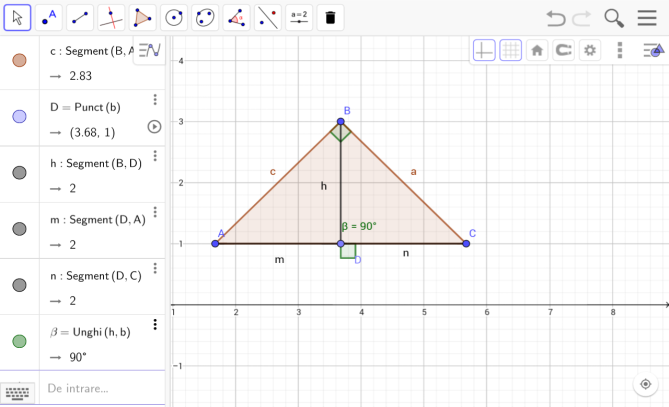 A
a = 2
c : Segment (B, A
→ 2.83
D = Punct (b)
→ (3.68, 1)
h : Segment (B, D)
→ 2
m : Segment (D, A)
→ 2
n : Segment (D, C)
→ 2
β = Unghi (h, b)
→ 90°
De intrare...
4
3
2
1
−1
1
2
3
4
5
6
7
8
B
c
a
h
β = 90°
A
C
D
m
n